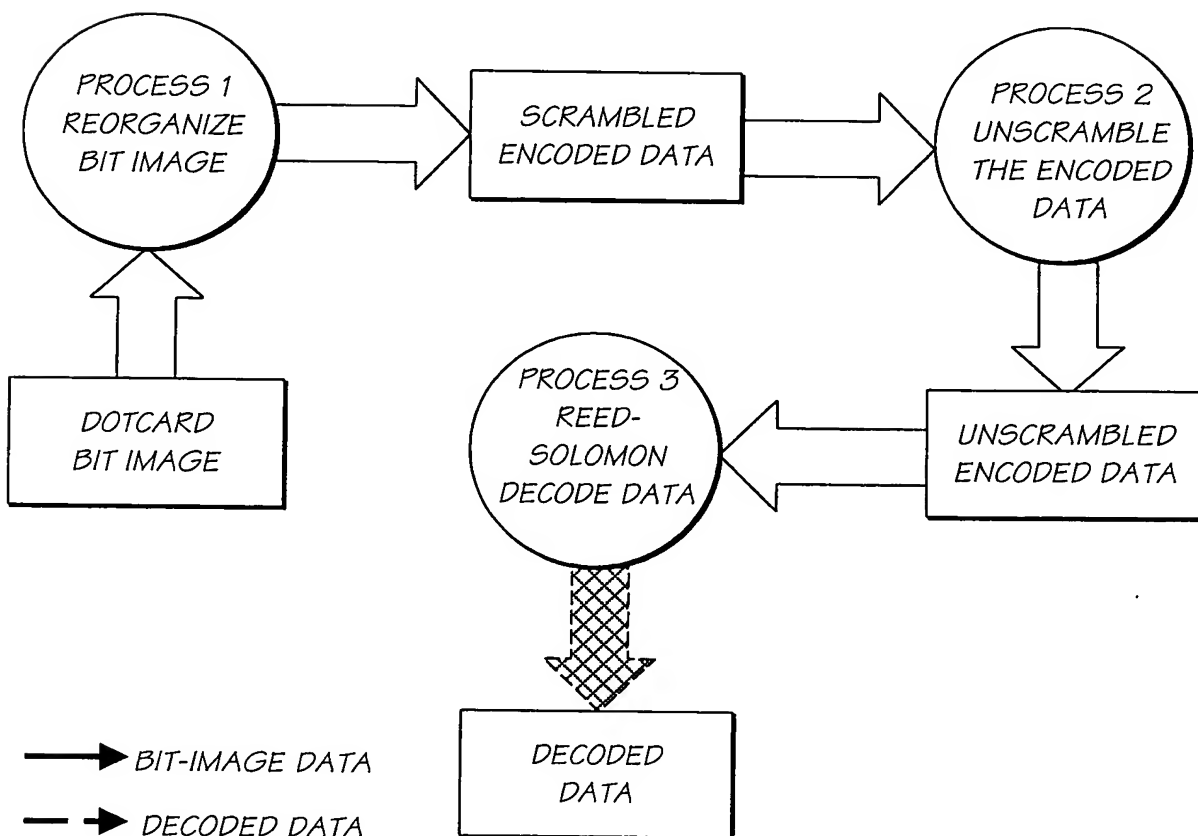 PROCESS 1
REORGANIZE
BIT IMAGE
SCRAMBLED
ENCODED DATA
PROCESS 2
UNSCRAMBLE
THE ENCODED
DATA
DOTCARD
BIT IMAGE
PROCESS 3
REED-
SOLOMON
DECODE DATA
UNSCRAMBLED
ENCODED DATA
DECODED
DATA
BIT-IMAGE DATA
DECODED DATA